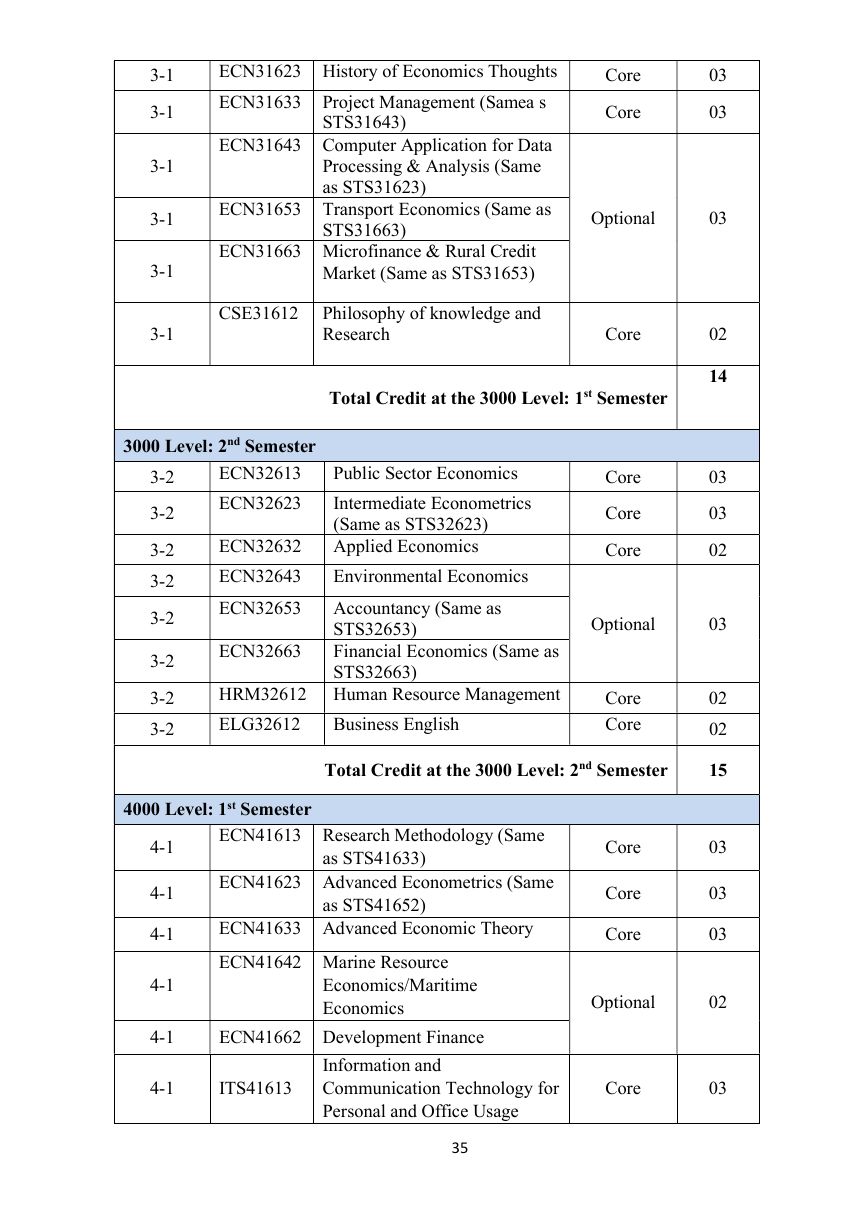 3-1 ECN31623 History of Economics Thoughts Core 03
3-1 ECN31633 Project Management (Samea s
STS31643) Core 03
3-1 ECN31643 Computer Application for Data
Processing & Analysis (Same
as STS31623)
3-1 ECN31653 Transport Economics (Same as
STS31663) Optional 03
3-1 ECN31663 Microfinance & Rural Credit
Market (Same as STS31653)
3-1 CSE31612 Philosophy of knowledge and
Research Core 02
Total Credit at the 3000 Level: 1st Semester 14
3000 Level: 2nd Semester
3-2 ECN32613 Public Sector Economics Core 03
3-2 ECN32623 Intermediate Econometrics
(Same as STS32623) Core 03
3-2 ECN32632 Applied Economics Core 02
3-2 ECN32643 Environmental Economics
3-2 ECN32653 Accountancy (Same as
STS32653) Optional 03
3-2 ECN32663 Financial Economics (Same as
STS32663)
3-2 HRM32612 Human Resource Management Core 02
3-2 ELG32612 Business English Core 02
Total Credit at the 3000 Level: 2nd Semester 15
4000 Level: 1st Semester
4-1 ECN41613 Research Methodology (Same
as STS41633) Core 03
4-1 ECN41623 Advanced Econometrics (Same
as STS41652) Core 03
4-1 ECN41633 Advanced Economic Theory Core 03
4-1 ECN41642 Marine Resource
Economics/Maritime
Economics Optional 02
4-1 ECN41662 Development Finance
4-1 ITS41613 Information and
Communication Technology for
Personal and Office Usage Core 03
35